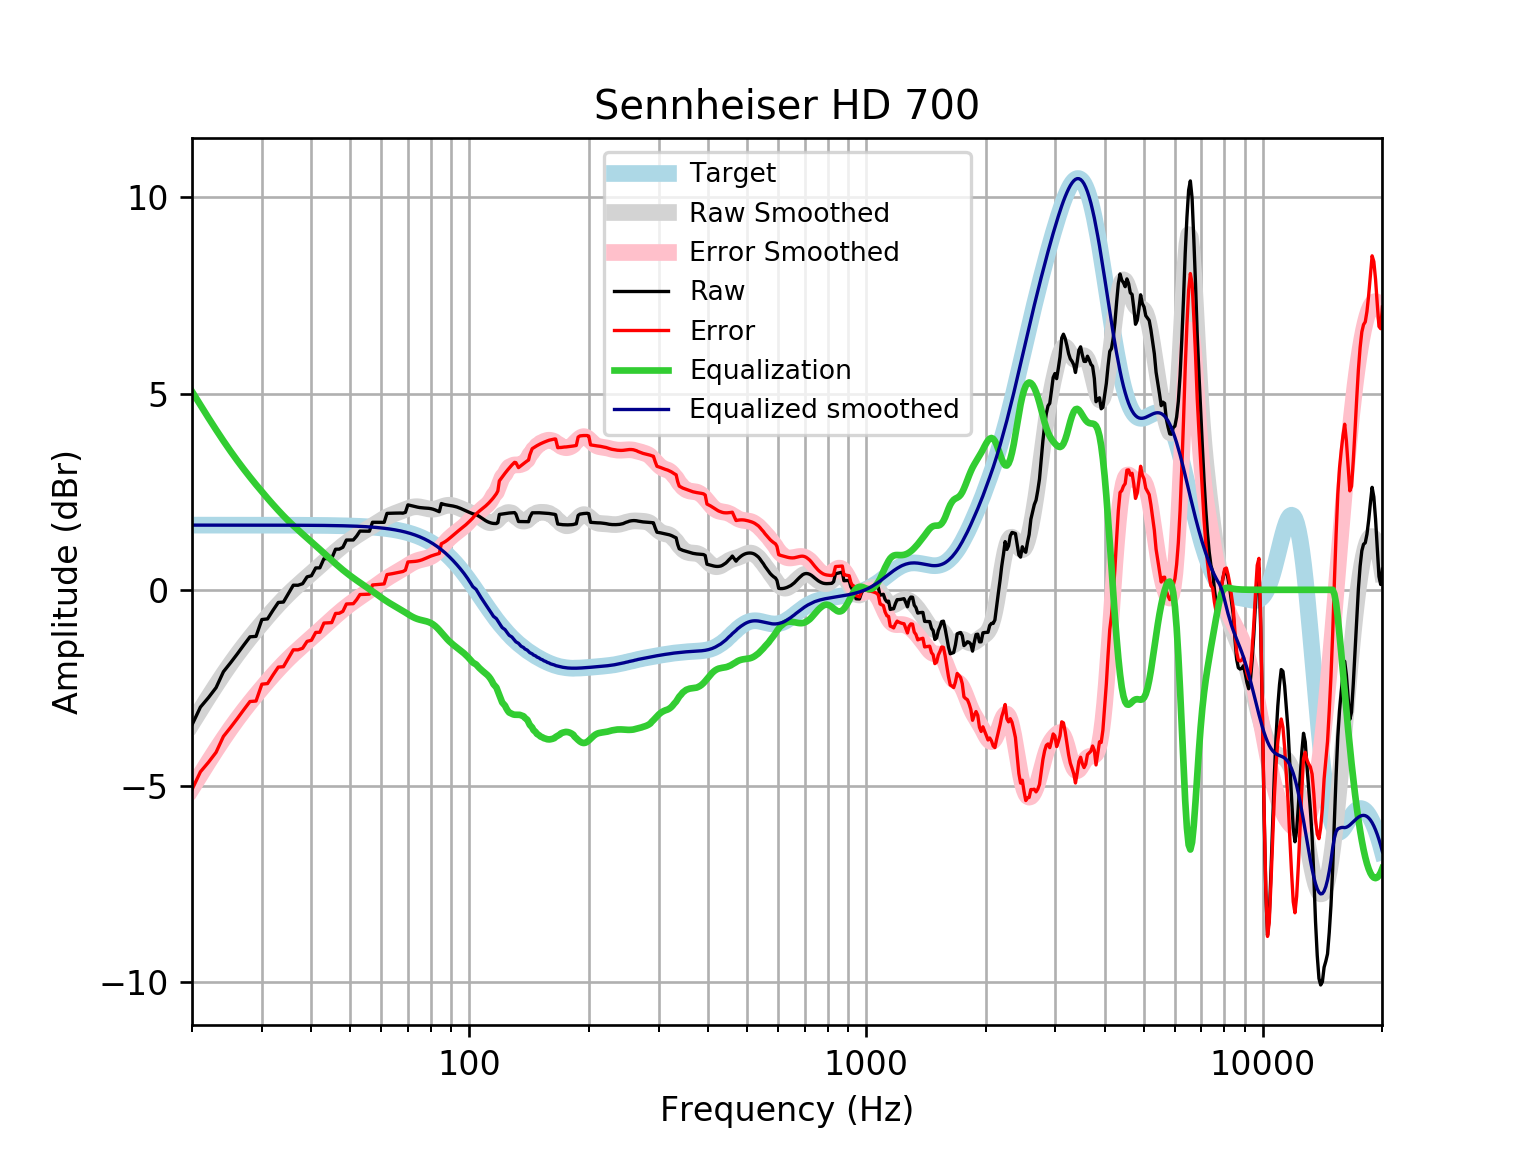 Sennheiser HD 700
Target
Raw Smoothed
Error Smoothed
Raw
Error
Equalization
Equalized smoothed
Amplitude (dBr)
10
5
0
−5
−10
100
1000
10000
Frequency (Hz)